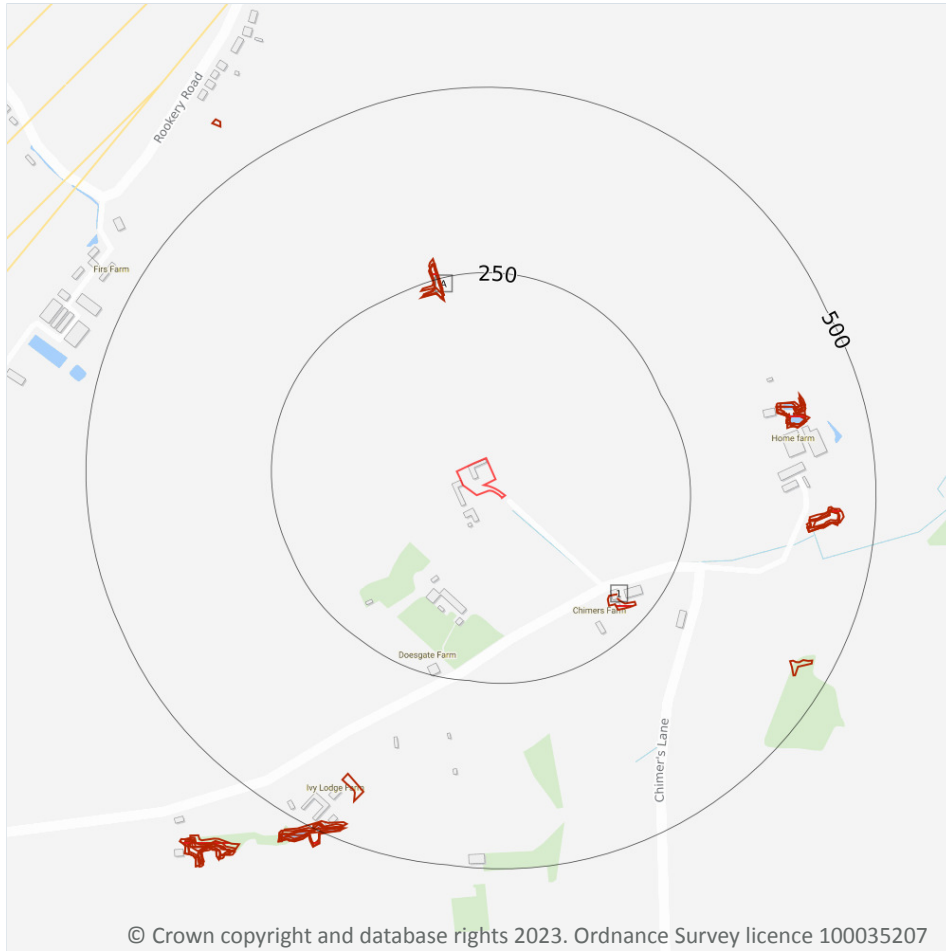 Rookery Road
Firs Farm
250
A
500
Home farm
1
Chimers Farm
Doesgate Farm
Chimer's Lane
Ivy Lodge Farm
© Crown copyright and database rights 2023. Ordnance Survey licence 100035207